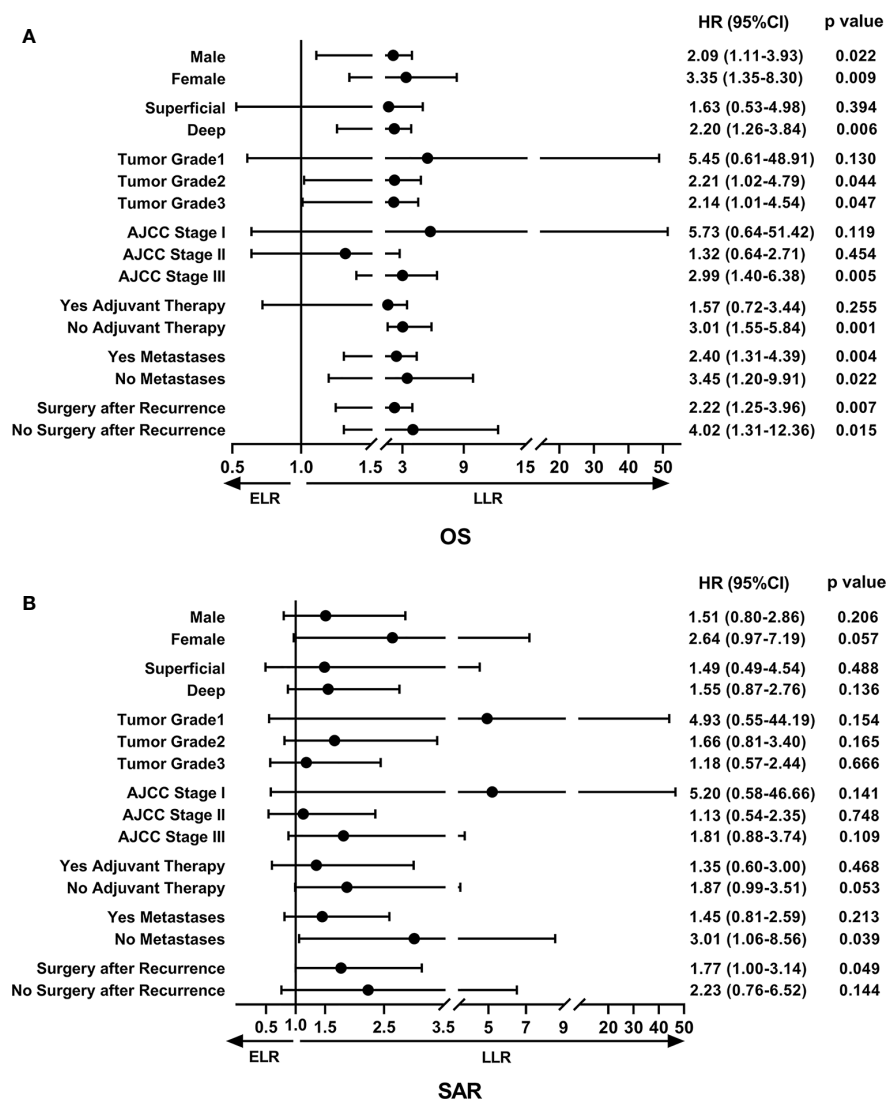 A
HR (95%CI) p value
Male 2.09 (1.11-3.93) 0.022
Female 3.35 (1.35-8.30) 0.009
Superficial 1.63 (0.53-4.98) 0.394
Deep 2.20 (1.26-3.84) 0.006
Tumor Grade1 5.45 (0.61-48.91) 0.130
Tumor Grade2 2.21 (1.02-4.79) 0.044
Tumor Grade3 2.14 (1.01-4.54) 0.047
AJCC Stage I 5.73 (0.64-51.42) 0.119
AJCC Stage II 1.32 (0.64-2.71) 0.454
AJCC Stage III 2.99 (1.40-6.38) 0.005
Yes Adjuvant Therapy 1.57 (0.72-3.44) 0.255
No Adjuvant Therapy 3.01 (1.55-5.84) 0.001
Yes Metastases 2.40 (1.31-4.39) 0.004
No Metastases 3.45 (1.20-9.91) 0.022
Surgery after Recurrence 2.22 (1.25-3.96) 0.007
No Surgery after Recurrence 4.02 (1.31-12.36) 0.015
0.5 1.0 1.5 3 9 15 20 30 40 50
ELR LLR
OS
B
HR (95%CI) p value
Male 1.51 (0.80-2.86) 0.206
Female 2.64 (0.97-7.19) 0.057
Superficial 1.49 (0.49-4.54) 0.488
Deep 1.55 (0.87-2.76) 0.136
Tumor Grade1 4.93 (0.55-44.19) 0.154
Tumor Grade2 1.66 (0.81-3.40) 0.165
Tumor Grade3 1.18 (0.57-2.44) 0.666
AJCC Stage I 5.20 (0.58-46.66) 0.141
AJCC Stage II 1.13 (0.54-2.35) 0.748
AJCC Stage III 1.81 (0.88-3.74) 0.109
Yes Adjuvant Therapy 1.35 (0.60-3.00) 0.468
No Adjuvant Therapy 1.87 (0.99-3.51) 0.053
Yes Metastases 1.45 (0.81-2.59) 0.213
No Metastases 3.01 (1.06-8.56) 0.039
Surgery after Recurrence 1.77 (1.00-3.14) 0.049
No Surgery after Recurrence 2.23 (0.76-6.52) 0.144
0.5 1.0 1.5 2.5 3.5 5 7 9 20 30 40 50
ELR LLR
SAR